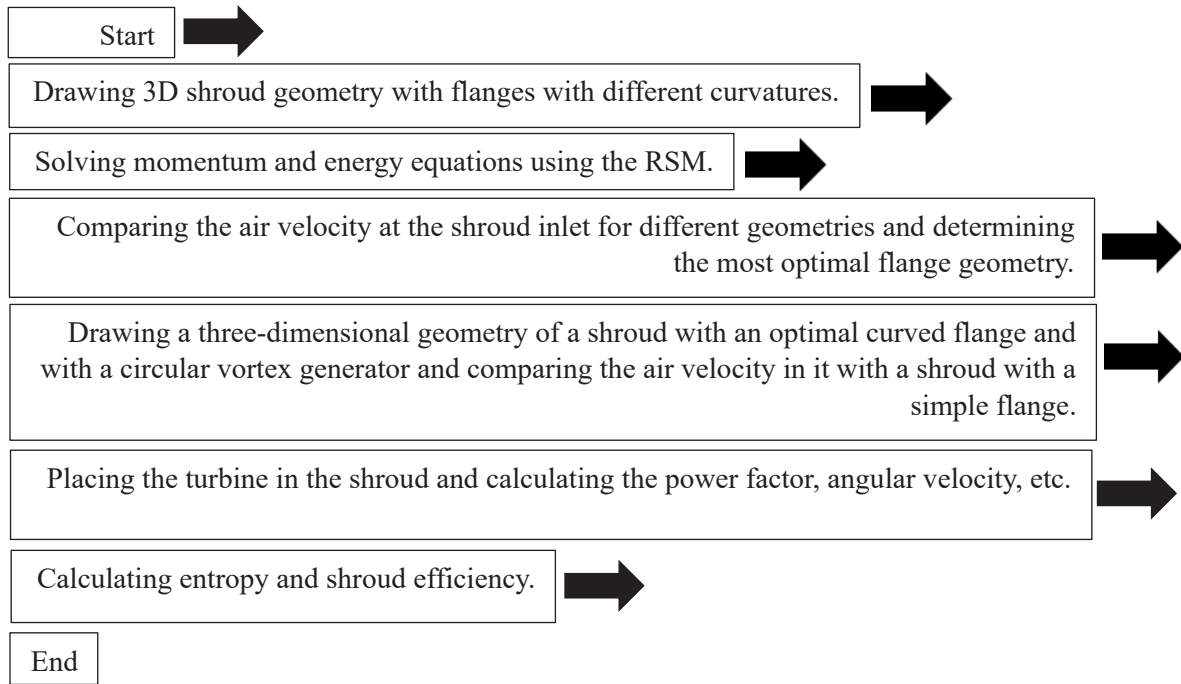 Start
Drawing 3D shroud geometry with flanges with different curvatures.
Solving momentum and energy equations using the RSM.
Comparing the air velocity at the shroud inlet for different geometries and determining
the most optimal flange geometry.
Drawing a three-dimensional geometry of a shroud with an optimal curved flange and
with a circular vortex generator and comparing the air velocity in it with a shroud with a
simple flange.
Placing the turbine in the shroud and calculating the power factor, angular velocity, etc.
Calculating entropy and shroud efficiency.
End